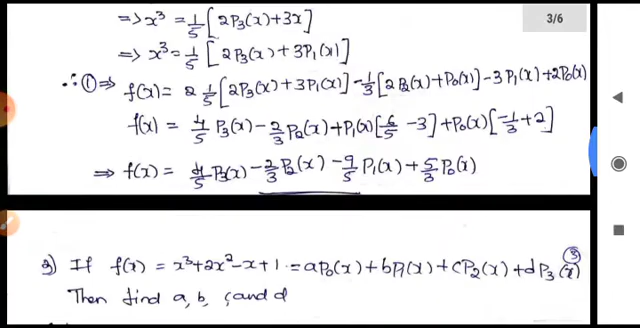 => x³ = 1/5 [2P₃(x)+3x]
3/6
=> x³ = 1/5 [2P₃(x)+3P₁(x)]
∴ ① => f(x) = 2 1/5 [2P₃(x)+3P₁(x)] - 1/3 [2P₂(x)+P₀(x)] - 3P₁(x)+2P₀(x)
f(x) = 4/5 P₃(x) - 2/3 P₂(x) + P₁(x) [6/5 - 3] + P₀(x) [-1/3 + 2]
=> f(x) = 4/5 P₃(x) - 2/3 P₂(x) - 9/5 P₁(x) + 5/3 P₀(x)
③
2) If f(x) = x³+2x²-x+1 = aP₀(x)+bP₁(x)+cP₂(x)+dP₃(x)
Then find a, b, c, and d